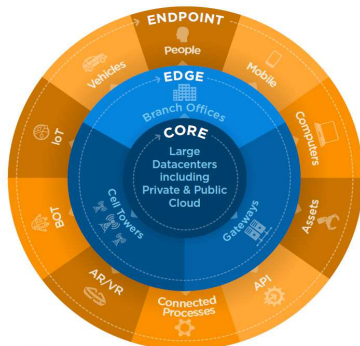 ENDPOINT
People
Mobile
Computers
Assets
API
Connected
Processes
AR/VR
BOT
IoT
Vehicles
EDGE
Branch Offices
Gateways
Cell Towers
CORE
Large
Datacenters
including
Private & Public
Cloud